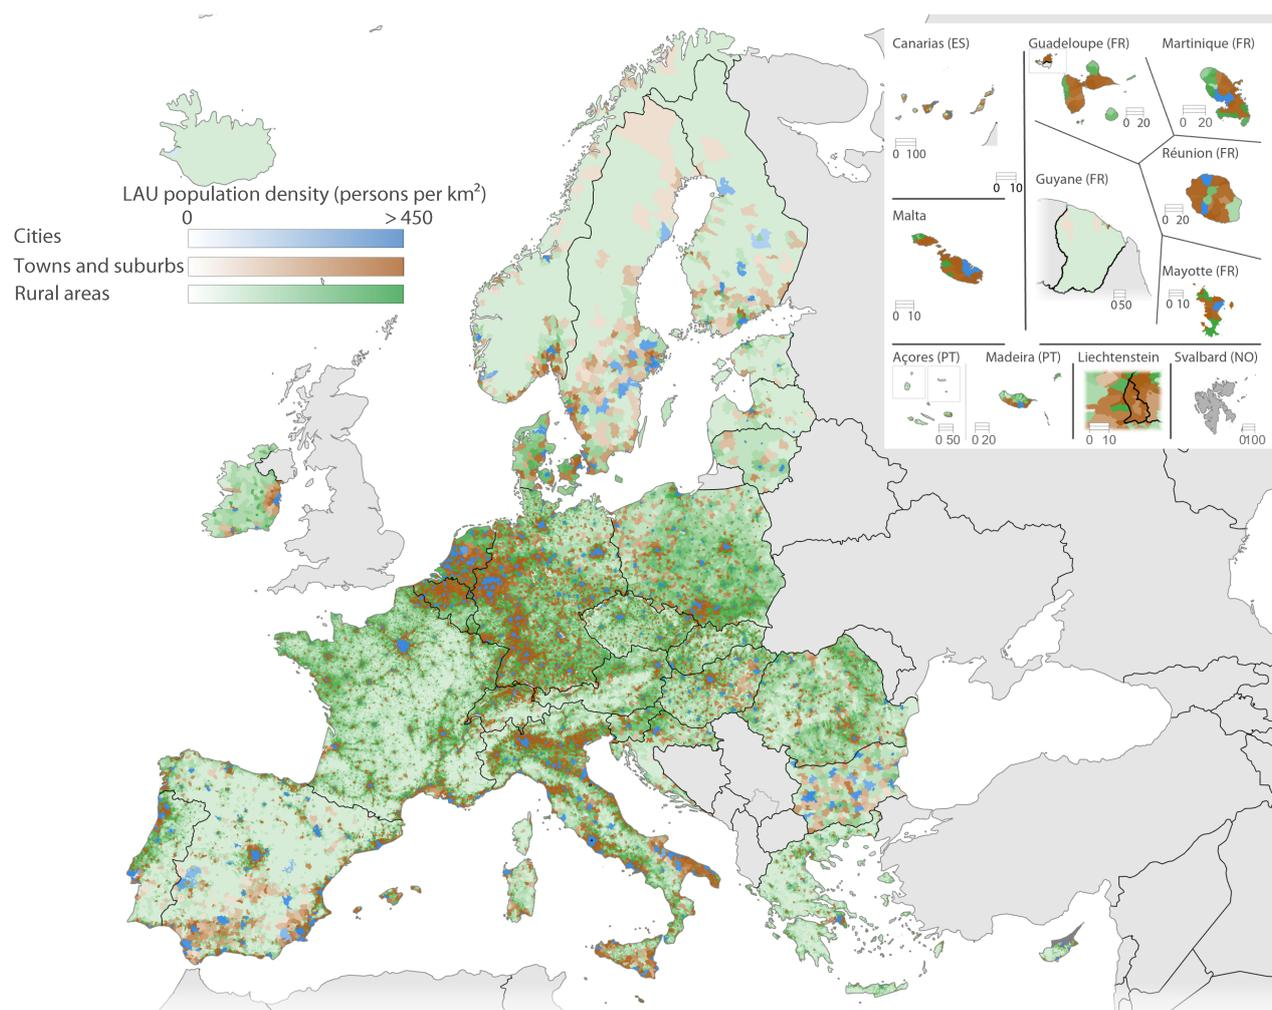 LAU population density (persons per km²)
0 >450
Cities
Towns and suburbs
Rural areas
Canarias (ES)
0 100
Guadeloupe (FR)
0 20
Martinique (FR)
0 20
0 10
Malta
0 10
Guyane (FR)
0 50
Réunion (FR)
0 20
Mayotte (FR)
0 10
Açores (PT)
0 50
Madeira (PT)
0 20
Liechtenstein
0 10
Svalbard (NO)
0100